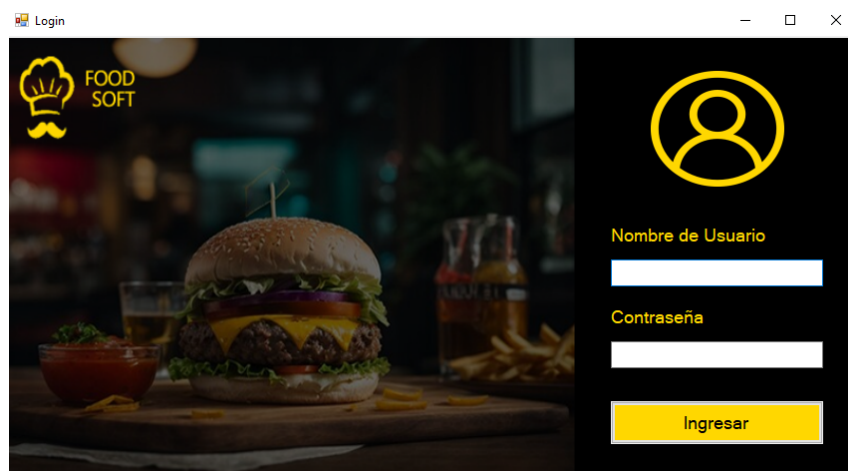 Login
FOOD
SOFT
Nombre de Usuario
Contraseña
Ingresar